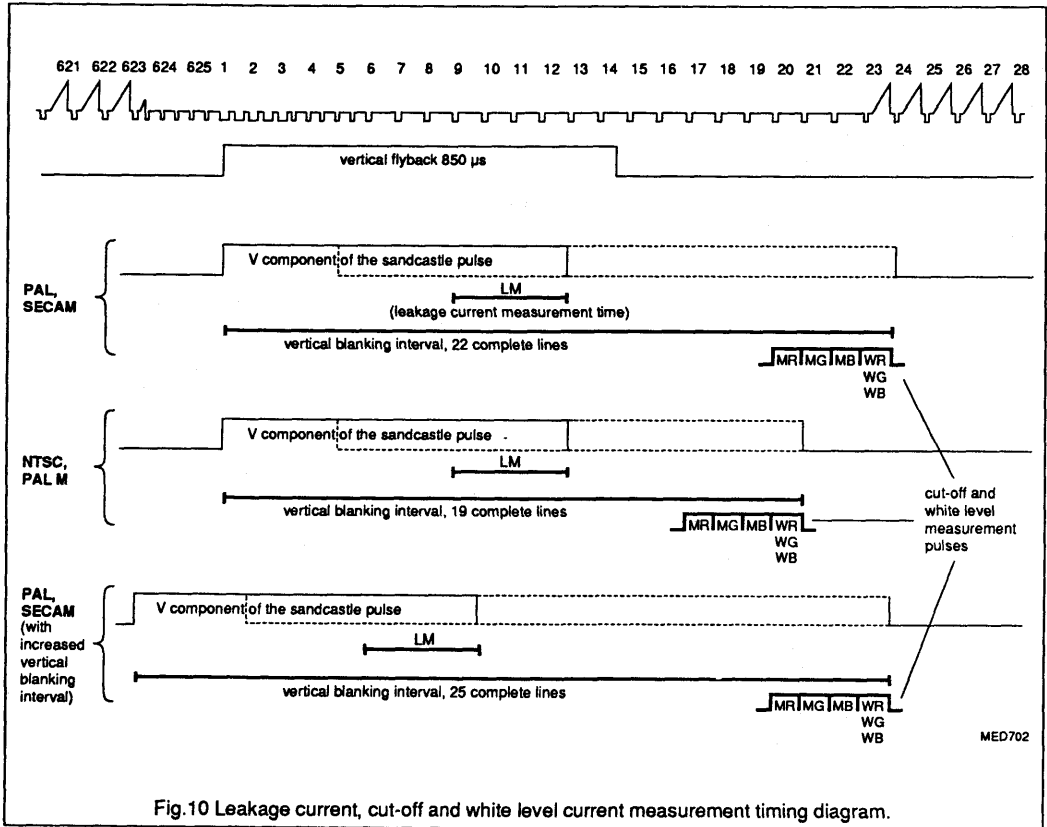 621 622 623 624 625 1 2 3 4 5 6 7 8 9 10 11 12 13 14 15 16 17 18 19 20 21 22 23 24 25 26 27 28
vertical flyback 850 µs
PAL,
SECAM
V component of the sandcastle pulse
LM
(leakage current measurement time)
vertical blanking interval, 22 complete lines
MR MG MB WR
WG
WB
NTSC,
PAL M
V component of the sandcastle pulse
LM
vertical blanking interval, 19 complete lines
MR MG MB WR
WG
WB
cut-off and
white level
measurement
pulses
PAL,
SECAM
(with
increased
vertical
blanking
interval)
V component of the sandcastle pulse
LM
vertical blanking interval, 25 complete lines
MR MG MB WR
WG
WB
MED702
Fig.10 Leakage current, cut-off and white level current measurement timing diagram.